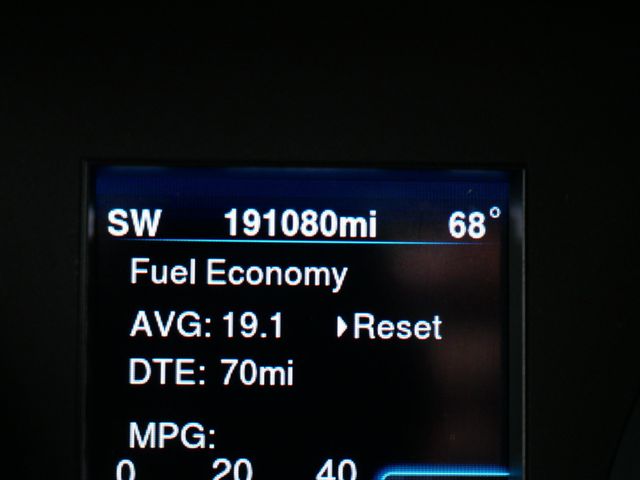 SW 191080mi 68°
Fuel Economy
AVG: 19.1 Reset
DTE: 70mi
MPG:
0 20 40